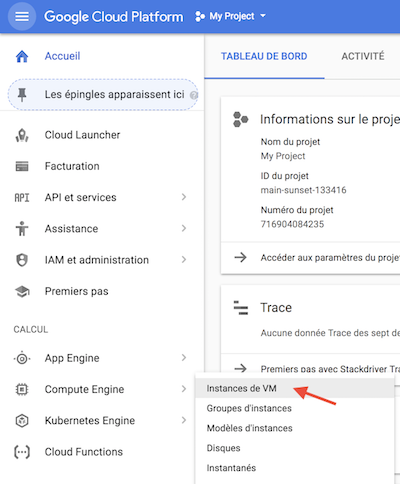 Google Cloud Platform
My Project
Accueil
Les épingles apparaissent ici
?
Cloud Launcher
Facturation
API
API et services
Assistance
IAM et administration
Premiers pas
CALCUL
App Engine
Compute Engine
Kubernetes Engine
Cloud Functions
TABLEAU DE BORD
ACTIVITÉ
Informations sur le proje
Nom du projet
My Project
ID du projet
main-sunset-133416
Numéro du projet
716904084235
Accéder aux paramètres du projet
Trace
Aucune donnée Trace des sept de
Premiers pas avec Stackdriver Tra
Instances de VM
Groupes d'instances
Modèles d'instances
Disques
Instantanés